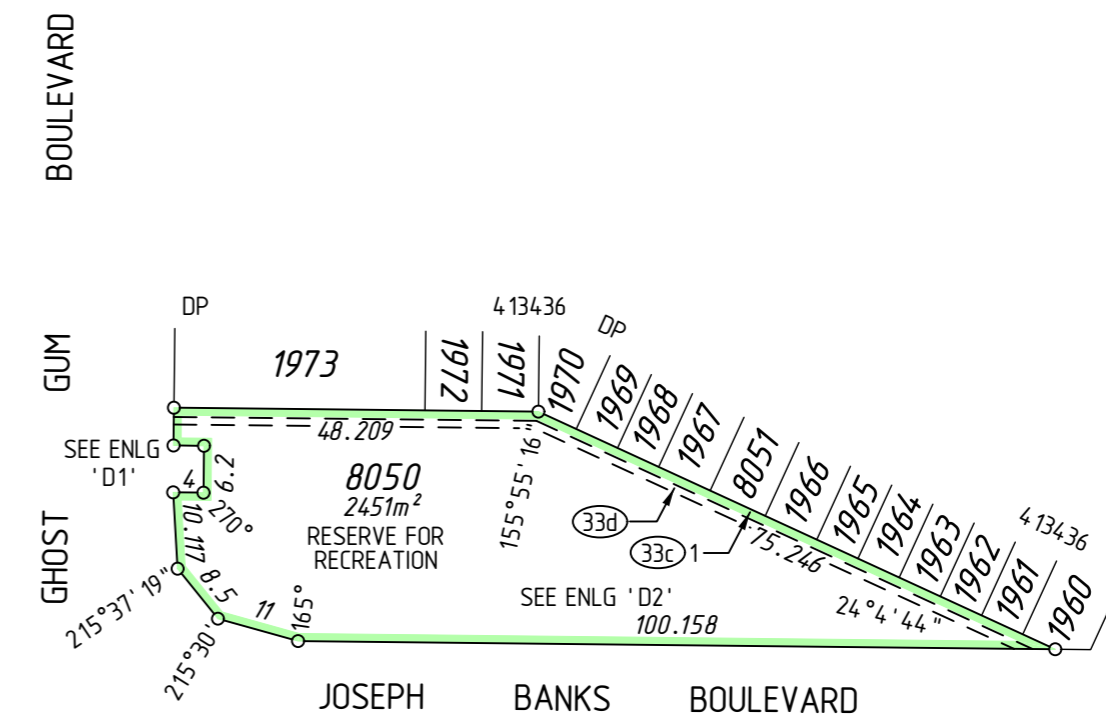 BOULEVARD
GUM
GHOST
DP
413436
DP
1973
1972
1971
1970
1969
1968
1967
8051
1966
1965
1964
1963
1962
1961
1960
413436
48.209
SEE ENLG
'D1'
6.2
4
270°
10.117
8.5
11
215°37'19"
215°30'
165°
8050
2451m²
RESERVE FOR
RECREATION
155°55'16"
33d
33c 1
75.246
SEE ENLG 'D2'
24°4'44"
100.158
JOSEPH BANKS BOULEVARD